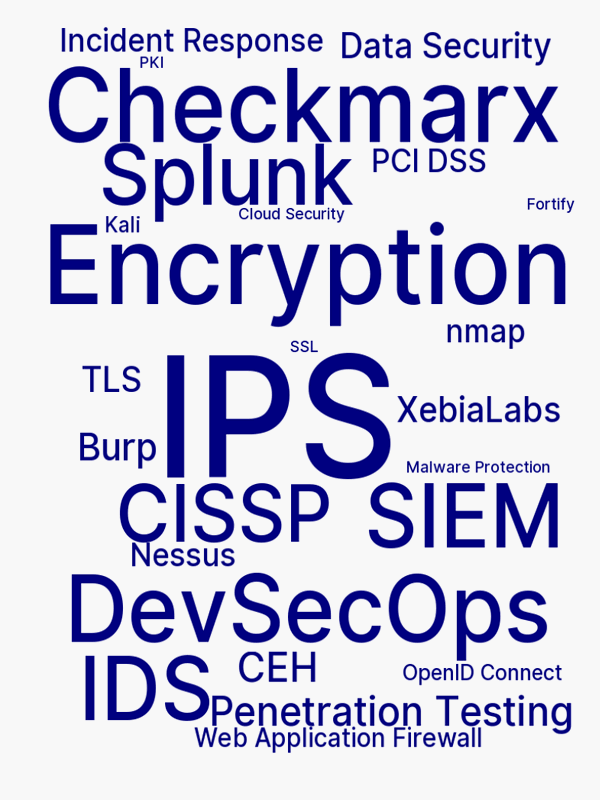 Incident Response
Data Security
PKI
Checkmarx
Splunk
PCI DSS
Fortify
Cloud Security
Kali
Encryption
nmap
SSL
TLS
IPS
XebiaLabs
Burp
Malware Protection
CISSP
SIEM
Nessus
DevSecOps
IDS
CEH
OpenID Connect
Penetration Testing
Web Application Firewall